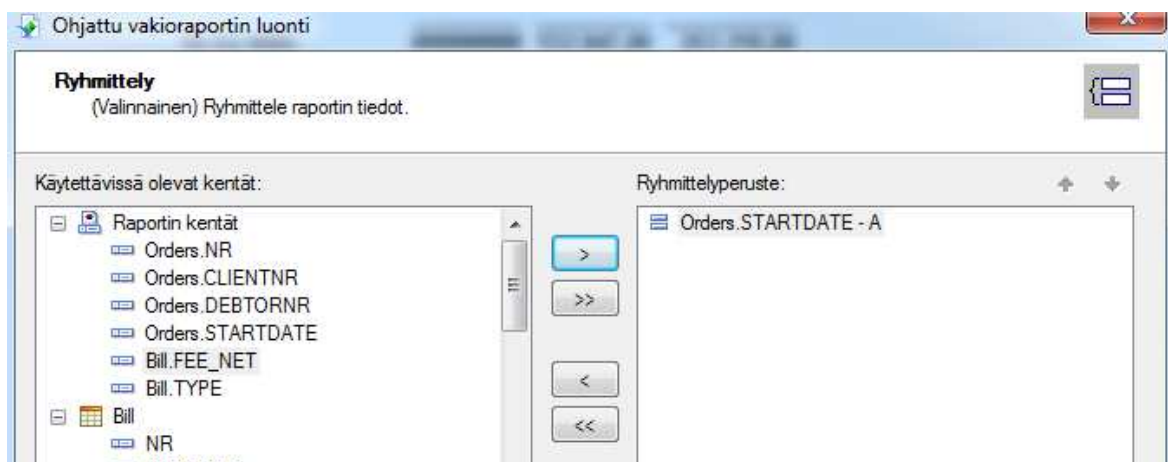 Ohjattu vakioraportin luonti
Ryhmittely
(Valinnainen) Ryhmittele raportin tiedot.
Käytettävissä olevat kentät:
Ryhmittelyperuste:
Raportin kentät
Orders.NR
Orders.CLIENTNR
Orders.DEBTORNR
Orders.STARTDATE
Bill.FEE_NET
Bill.TYPE
Bill
NR
>
>>
<
<<
Orders.STARTDATE - A